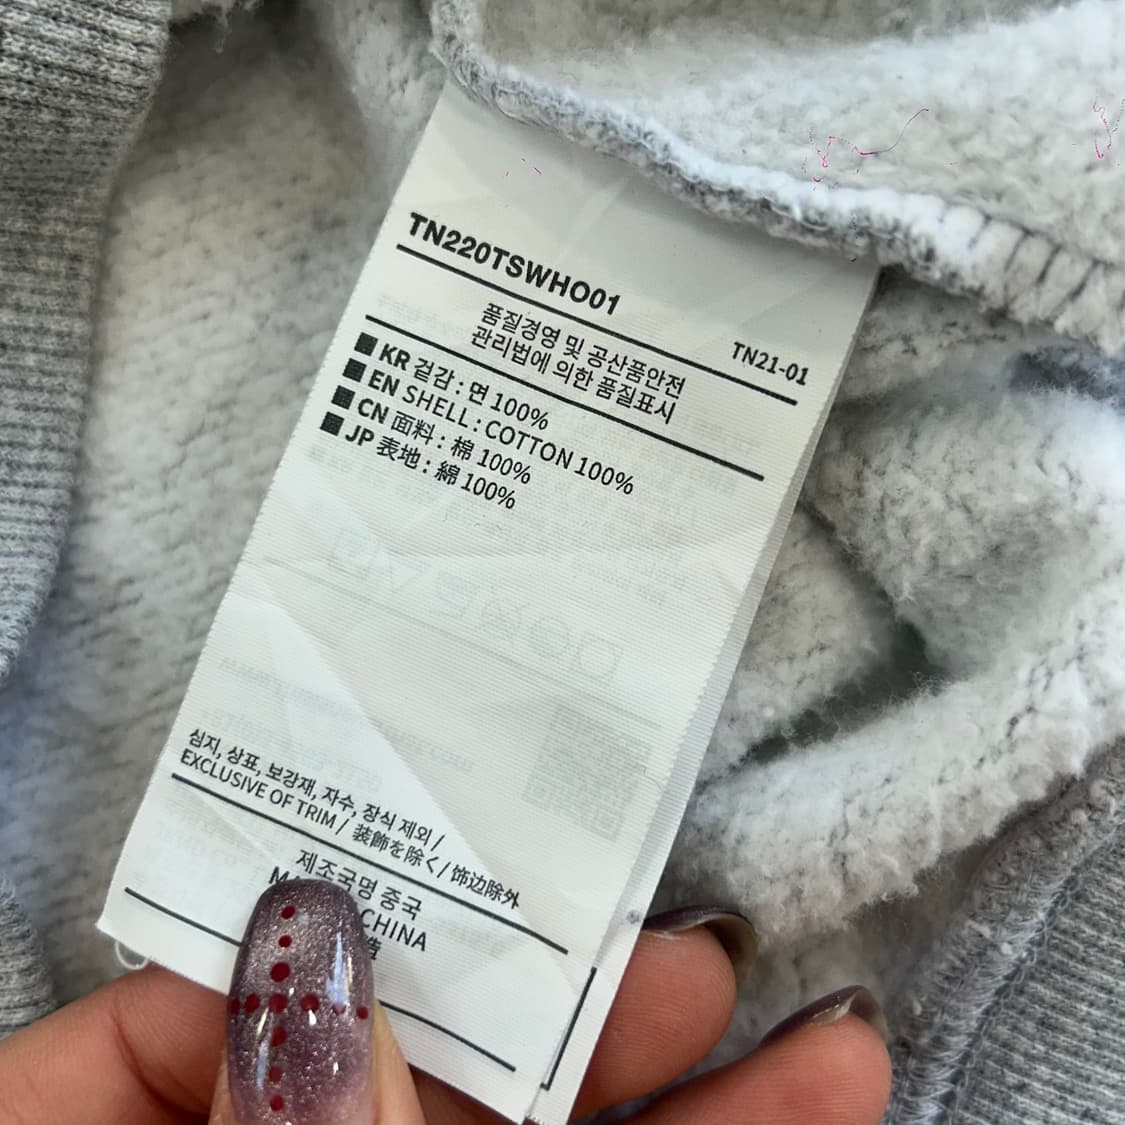 TN220TSWHO01
TN21-01
품질경영 및 공산품안전
관리법에 의한 품질표시
KR 겉감 : 면 100%
EN SHELL : COTTON 100%
CN 面料 : 棉 100%
JP 表地 : 綿 100%
심지, 상표, 보강재, 자수, 장식 제외 /
EXCLUSIVE OF TRIM / 装飾を除く/ 饰边除外
제조국명 중국
CHINA
造